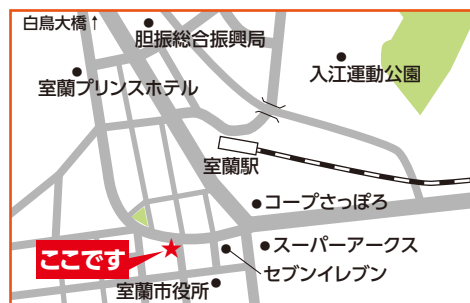 白鳥大橋↑
胆振総合振興局
入江運動公園
室蘭プリンスホテル
室蘭駅
コープさっぽろ
スーパーアークス
ここです
セブンイレブン
室蘭市役所